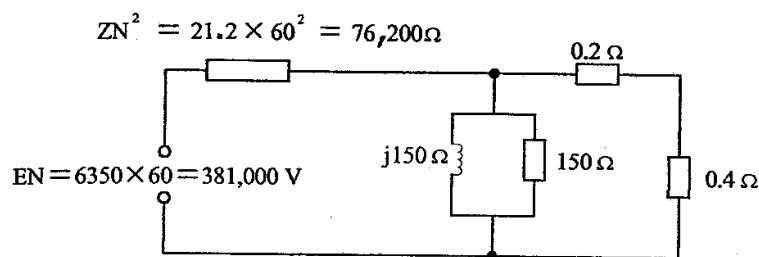 ZN² = 21.2 × 60² = 76,200Ω
0.2 Ω
EN=6350×60=381,000 V
j150 Ω
150 Ω
0.4 Ω